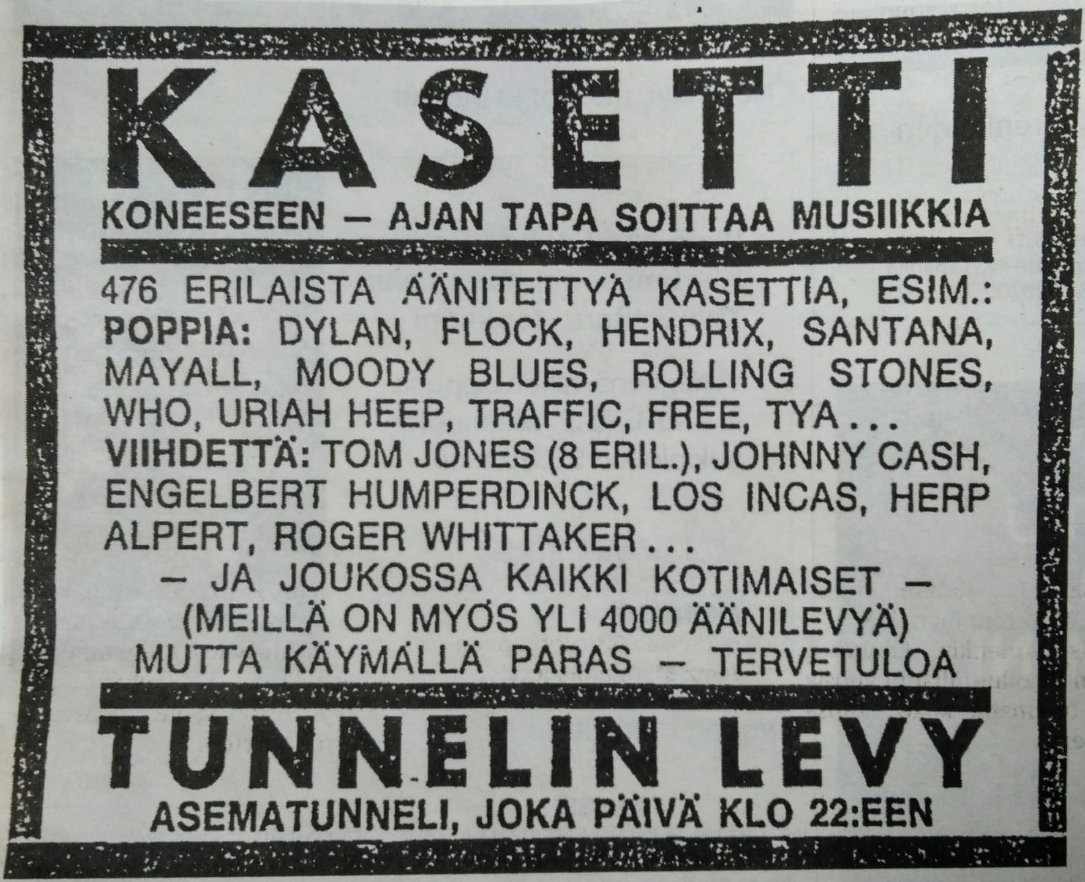 KASETTI
KONEESEEN – AJAN TAPA SOITTAA MUSIIKKIA
476 ERILAISTA ÄÄNITETTYÄ KASETTIA, ESIM.:
POPPIA: DYLAN, FLOCK, HENDRIX, SANTANA,
MAYALL, MOODY BLUES, ROLLING STONES,
WHO, URIAH HEEP, TRAFFIC, FREE, TYA...
VIIHDETTÄ: TOM JONES (8 ERIL.), JOHNNY CASH,
ENGELBERT HUMPERDINCK, LOS INCAS, HERP
ALPERT, ROGER WHITTAKER...
– JA JOUKOSSA KAIKKI KOTIMAISET –
(MEILLÄ ON MYÖS YLI 4000 ÄÄNILEVYÄ)
MUTTA KÄYMÄLLÄ PARAS – TERVETULOA
TUNNELIN LEVY
ASEMATUNNELI, JOKA PÄIVÄ KLO 22:EEN